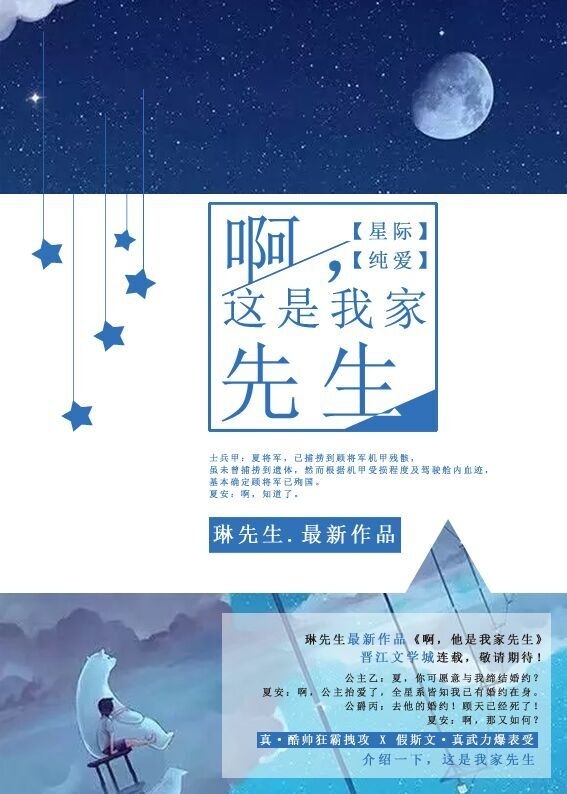 啊，
【星际】
【纯爱】
这是我家
先生
士兵甲：夏将军，已捕捞到顾将军机甲残骸，
虽未曾捕捞到遗体，然而根据机甲受损程度及驾驶舱内血迹，
基本确定顾将军已殉国。
夏安：啊，知道了。
琳先生.最新作品
琳先生最新作品《啊，他是我家先生》
晋江文学城连载，敬请期待！
公主乙：夏，你可愿意与我缔结婚约？
夏安：啊，公主抬爱了，全星系皆知我已有婚约在身。
公爵丙：去他的婚约！顾天已经死了！
夏安：啊，那又如何？
真·酷帅狂霸拽攻 X 假斯文·真武力爆表受
介绍一下，这是我家先生